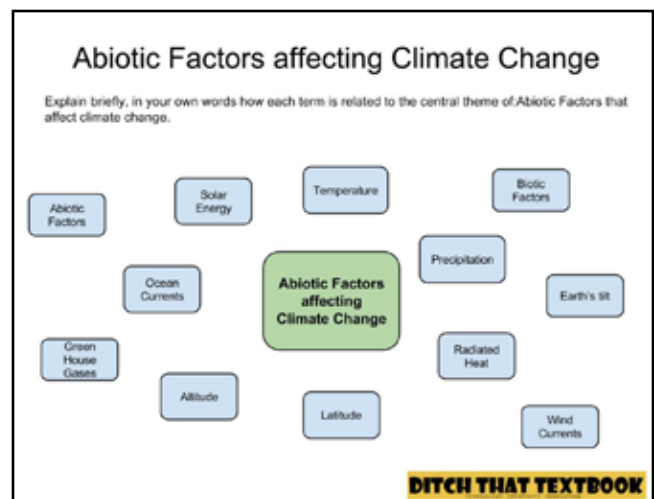 Abiotic Factors affecting Climate Change
Explain briefly, in your own words how each term is related to the central theme of:Abiotic Factors that
affect climate change.
Abiotic
Factors
Solar
Energy
Temperature
Biotic
Factors
Ocean
Currents
Abiotic Factors
affecting
Climate Change
Precipitation
Earth's tilt
Green
House
Gases
Altitude
Latitude
Radiated
Heat
Wind
Currents
DITCH THAT TEXTBOOK